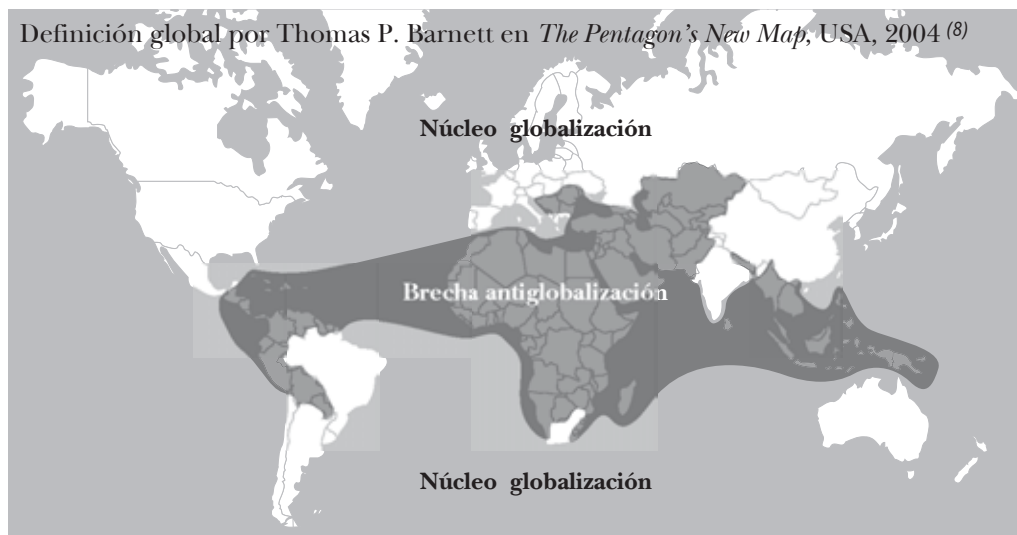 Definición global por Thomas P. Barnett en The Pentagon's New Map, USA, 2004 (8)
Núcleo globalización
Brecha antiglobalización
Núcleo globalización